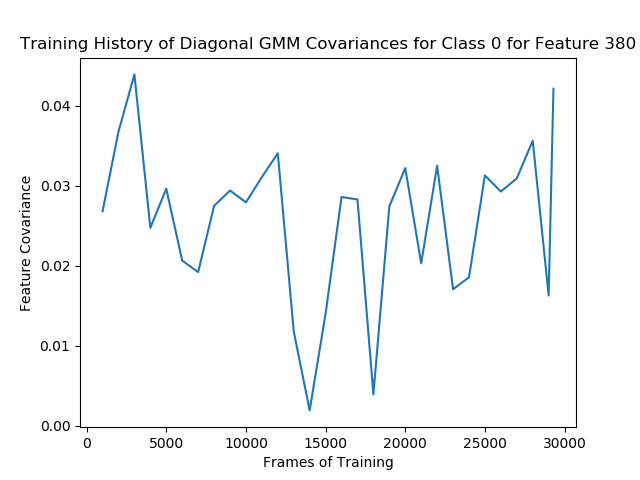 Training History of Diagonal GMM Covariances for Class 0 for Feature 380
Feature Covariance
0.04
0.03
0.02
0.01
0.00
0 5000 10000 15000 20000 25000 30000
Frames of Training